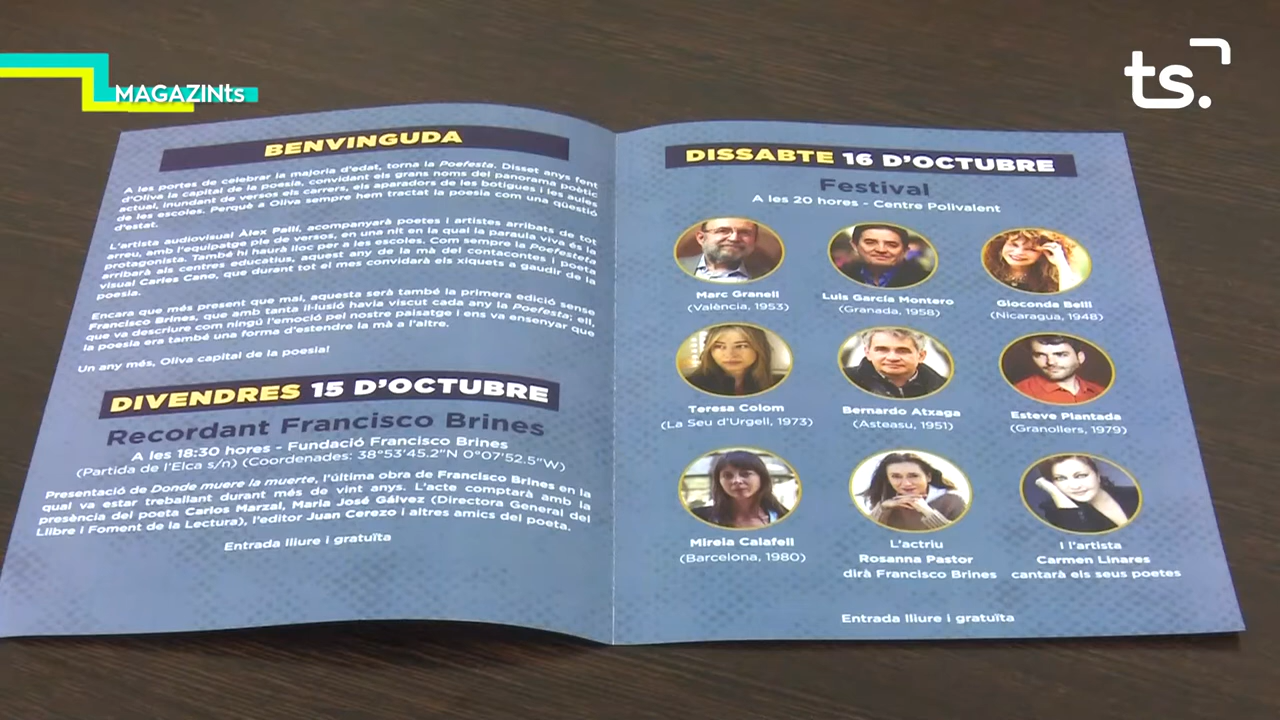 MAGAZINts
ts.
BENVINGUDA
A les portes de celebrar la majoria d'edat, torna la Poefesta. Disset anys fent
d'Oliva la capital de la poesia, convidant els grans noms del panorama poètic
actual, inundant de versos els carrers, els aparadors de les botigues i les aules
de les escoles. Perquè a Oliva sempre hem tractat la poesia com una qüestió
d'estat.
L'artista audiovisual Àlex Pellí, acompanyarà poetes i artistes arribats de tot
arreu, amb l'equipatge ple de versos, en una nit en la qual la paraula viva és la
protagonista. També hi haurà lloc per a les escoles. Com sempre la Poefesteta
arribarà als centres educatius, aquest any de la mà del contacontes i poeta
visual Carles Cano, que durant tot el mes convidarà els xiquets a gaudir de la
poesia.
Encara que més present que mai, aquesta serà també la primera edició sense
Francisco Brines, que amb tanta il·lusió havia viscut cada any la Poefesta; ell,
que va descriure com ningú l'emoció pel nostre paisatge i ens va ensenyar que
la poesia era també una forma d'estendre la mà a l'altre.
Un any més, Oliva capital de la poesia!
DIVENDRES 15 D'OCTUBRE
Recordant Francisco Brines
A les 18:30 hores - Fundació Francisco Brines
(Partida de l'Elca s/n) (Coordenades: 38°53'45.2"N 0°07'52.5"W)
Presentació de Donde muere la muerte, l'última obra de Francisco Brines en la
qual va estar treballant durant més de vint anys. L'acte comptarà amb la
presència del poeta Carlos Marzal, Maria José Gálvez (Directora General del
Llibre i Foment de la Lectura), l'editor Juan Cerezo i altres amics del poeta.
Entrada lliure i gratuïta
DISSABTE 16 D'OCTUBRE
Festival
A les 20 hores - Centre Polivalent
Marc Granell
(València, 1953)
Luis García Montero
(Granada, 1958)
Gioconda Belli
(Nicaragua, 1948)
Teresa Colom
(La Seu d'Urgell, 1973)
Bernardo Atxaga
(Asteasu, 1951)
Esteve Plantada
(Granollers, 1979)
Mireia Calafell
(Barcelona, 1980)
L'actriu
Rosanna Pastor
dirà Francisco Brines
I l'artista
Carmen Linares
cantarà els seus poetes
Entrada lliure i gratuïta